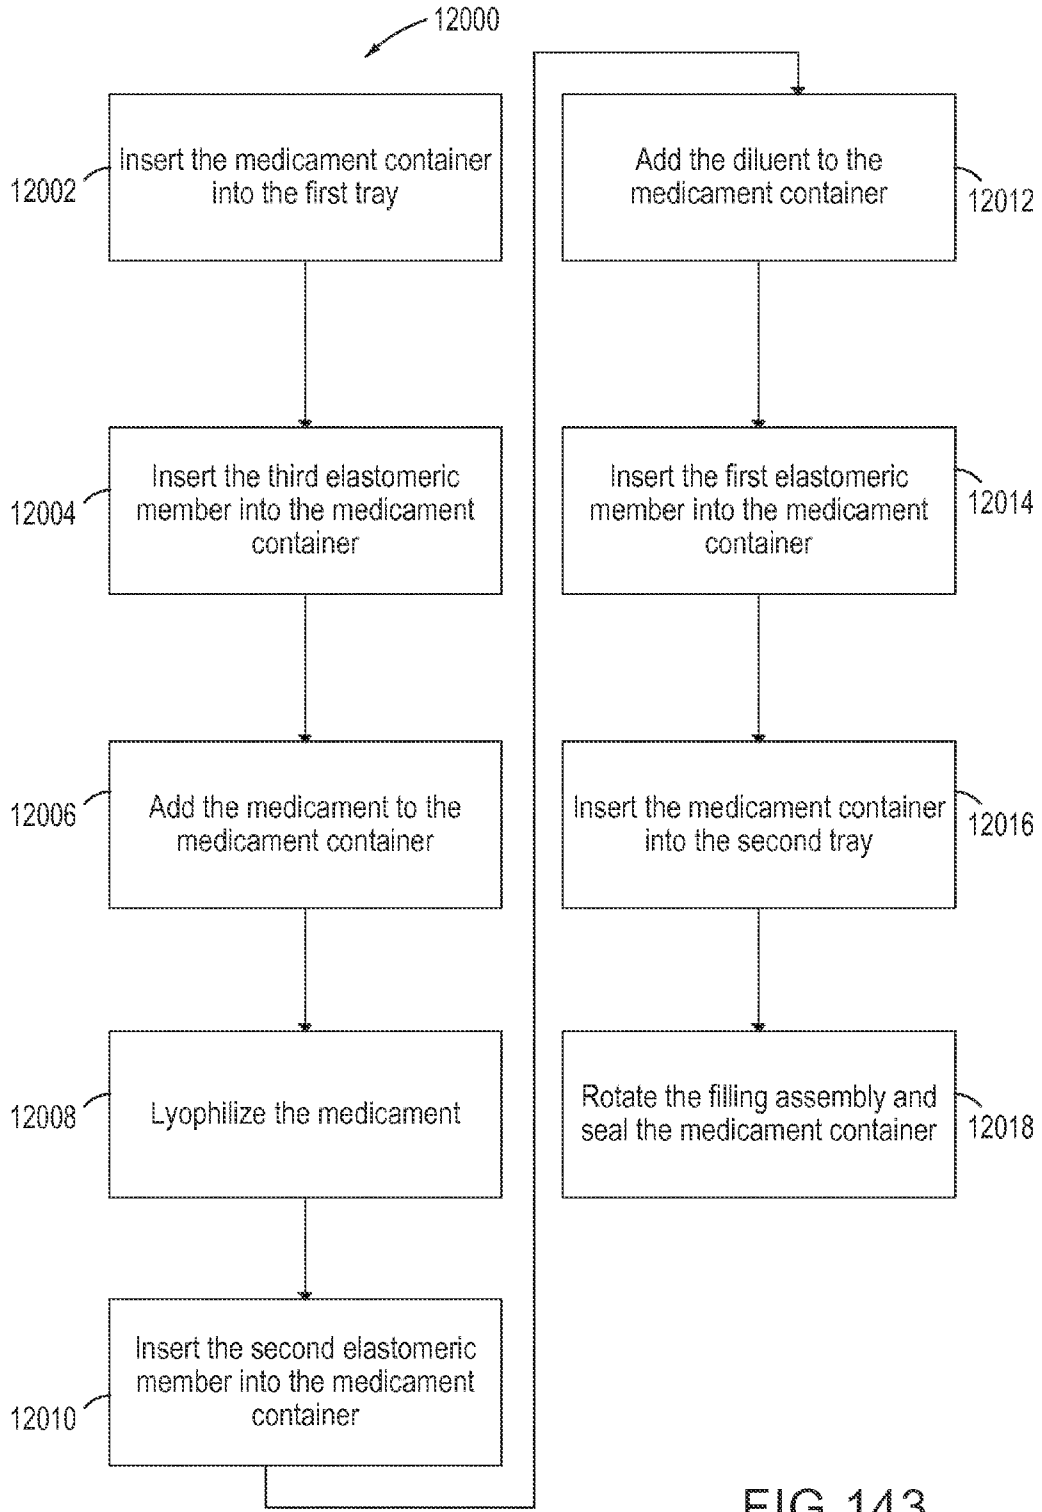 12000
12002
Insert the medicament container
into the first tray
12004
Insert the third elastomeric
member into the medicament
container
12006
Add the medicament to the
medicament container
12008
Lyophilize the medicament
12010
Insert the second elastomeric
member into the medicament
container
Add the diluent to the
medicament container
12012
Insert the first elastomeric
member into the medicament
container
12014
Insert the medicament container
into the second tray
12016
Rotate the filling assembly and
seal the medicament container
12018
FIG.143